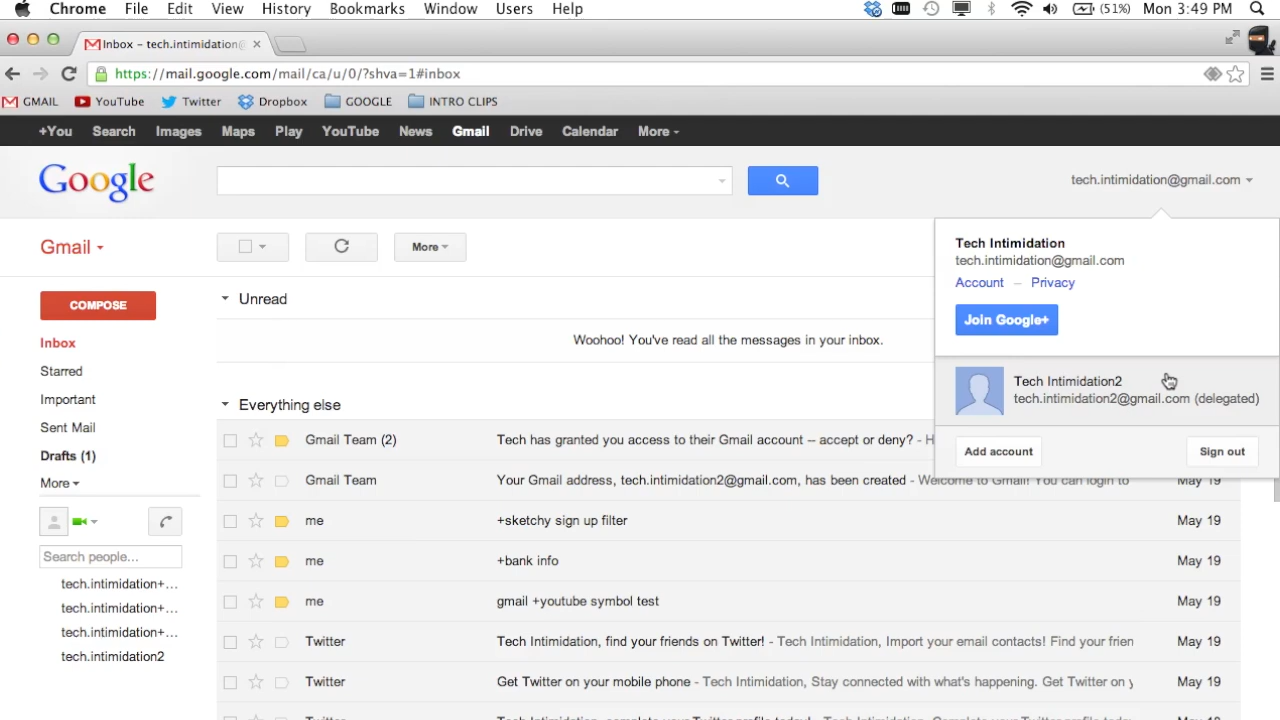 Chrome File Edit View History Bookmarks Window Users Help (51%) Mon 3:49 PM
Inbox – tech.intimidation@
https://mail.google.com/mail/ca/u/0/?shva=1#inbox
GMAIL YouTube Twitter Dropbox GOOGLE INTRO CLIPS
+You Search Images Maps Play YouTube News Gmail Drive Calendar More
Google
tech.intimidation@gmail.com
Gmail
More
Tech Intimidation
tech.intimidation@gmail.com
Account – Privacy
Join Google+
Tech Intimidation2
tech.intimidation2@gmail.com (delegated)
Add account Sign out
COMPOSE
Inbox
Starred
Important
Sent Mail
Drafts (1)
More
Search people...
tech.intimidation+...
tech.intimidation+...
tech.intimidation+...
tech.intimidation2
Unread
Woohoo! You've read all the messages in your inbox.
Everything else
Gmail Team (2) Tech has granted you access to their Gmail account -- accept or deny? - H
Gmail Team Your Gmail address, tech.intimidation2@gmail.com, has been created - Welcome to Gmail! You can login to May 19
me +sketchy sign up filter May 19
me +bank info May 19
me gmail +youtube symbol test May 19
Twitter Tech Intimidation, find your friends on Twitter! - Tech Intimidation, Import your email contacts! Find your frien May 19
Twitter Get Twitter on your mobile phone - Tech Intimidation, Stay connected with what's happening. Get Twitter on y May 19